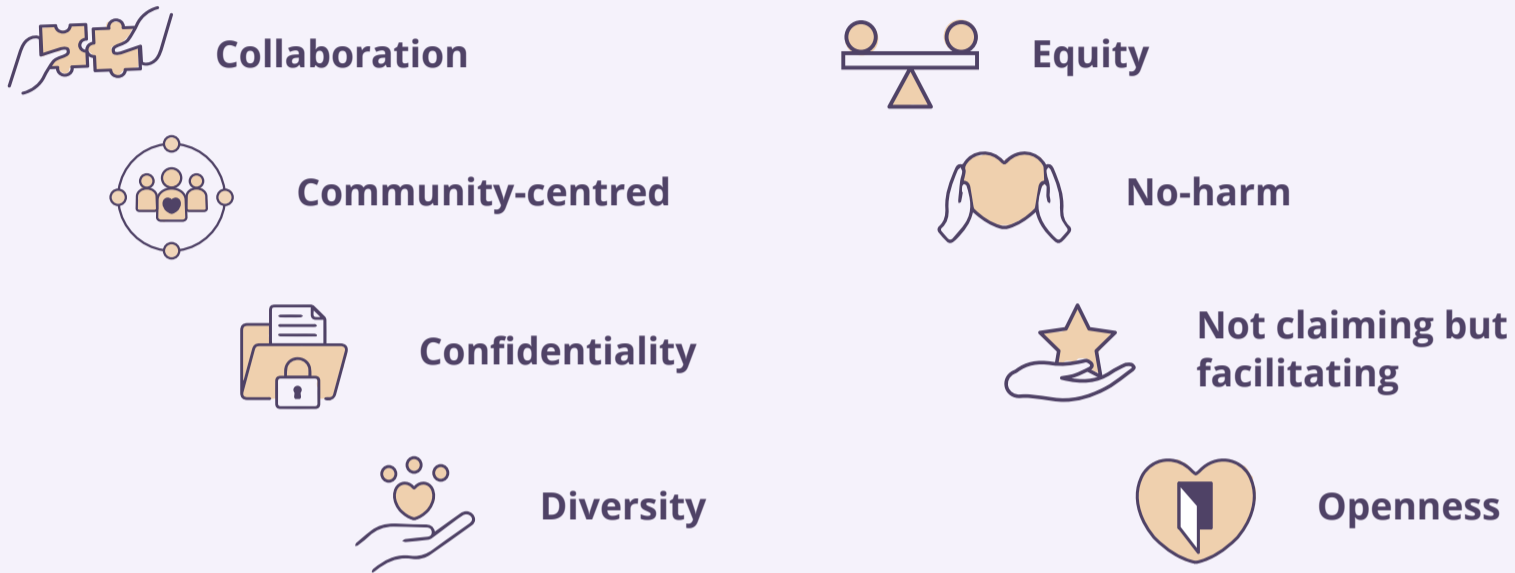 Collaboration
Community-centred
Confidentiality
Diversity
Equity
No-harm
Not claiming but
facilitating
Openness